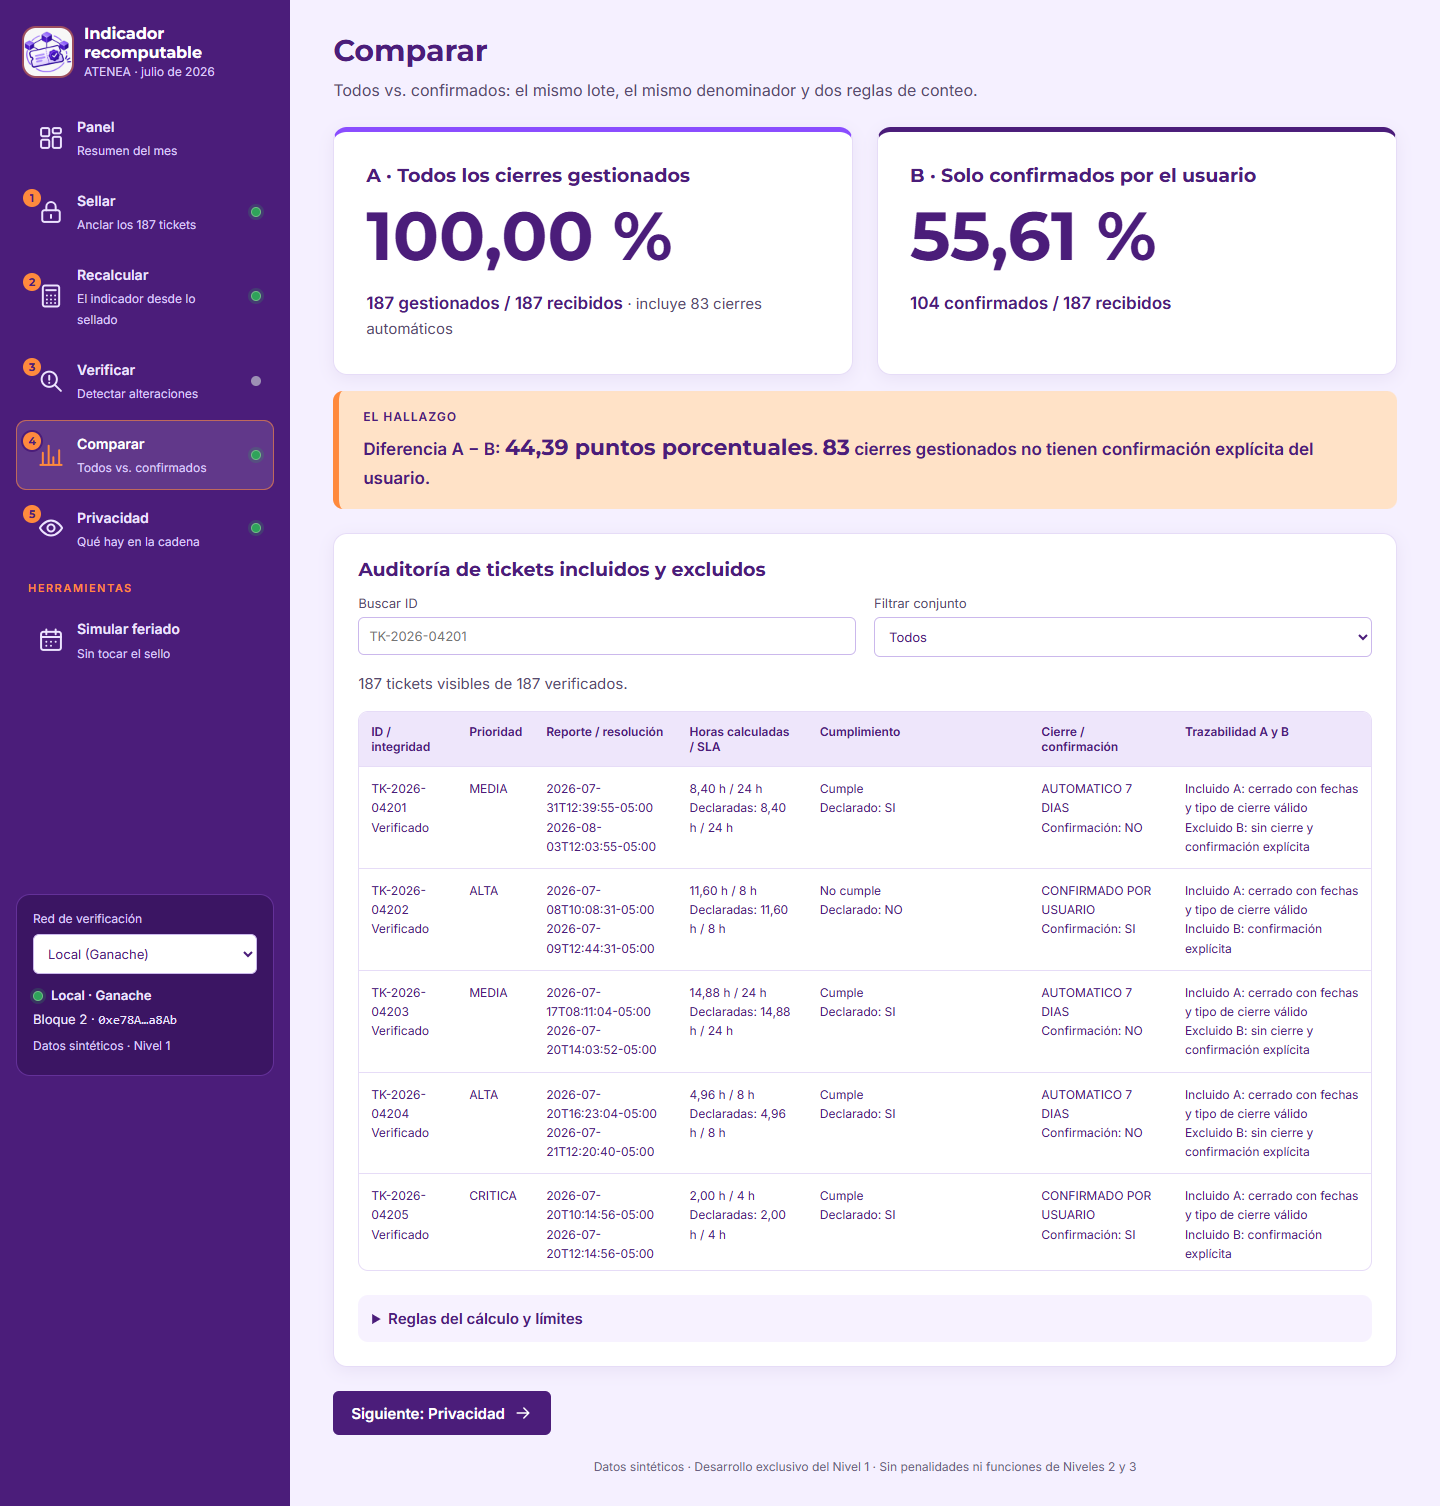 Indicador
recomputable
ATENEA · julio de 2026
Panel
Resumen del mes
1
Sellar
Anclar los 187 tickets
2
Recalcular
El indicador desde lo
sellado
3
Verificar
Detectar alteraciones
4
Comparar
Todos vs. confirmados
5
Privacidad
Qué hay en la cadena
HERRAMIENTAS
Simular feriado
Sin tocar el sello
Red de verificación
Local (Ganache)
Local · Ganache
Bloque 2 · 0xe78A…a8Ab
Datos sintéticos · Nivel 1
Comparar
Todos vs. confirmados: el mismo lote, el mismo denominador y dos reglas de conteo.
A · Todos los cierres gestionados
100,00 %
187 gestionados / 187 recibidos · incluye 83 cierres
automáticos
B · Solo confirmados por el usuario
55,61 %
104 confirmados / 187 recibidos
EL HALLAZGO
Diferencia A − B: 44,39 puntos porcentuales. 83 cierres gestionados no tienen confirmación explícita del
usuario.
Auditoría de tickets incluidos y excluidos
Buscar ID
TK-2026-04201
Filtrar conjunto
Todos
187 tickets visibles de 187 verificados.
ID /
integridad
Prioridad
Reporte / resolución
Horas calculadas
/ SLA
Cumplimiento
Cierre /
confirmación
Trazabilidad A y B
TK-2026-
04201
Verificado
MEDIA
2026-07-
31T12:39:55-05:00
2026-08-
03T12:03:55-05:00
8,40 h / 24 h
Declaradas: 8,40
h / 24 h
Cumple
Declarado: SI
AUTOMATICO 7
DIAS
Confirmación: NO
Incluido A: cerrado con fechas
y tipo de cierre válido
Excluido B: sin cierre y
confirmación explícita
TK-2026-
04202
Verificado
ALTA
2026-07-
08T10:08:31-05:00
2026-07-
09T12:44:31-05:00
11,60 h / 8 h
Declaradas: 11,60
h / 8 h
No cumple
Declarado: NO
CONFIRMADO POR
USUARIO
Confirmación: SI
Incluido A: cerrado con fechas
y tipo de cierre válido
Incluido B: confirmación
explícita
TK-2026-
04203
Verificado
MEDIA
2026-07-
17T08:11:04-05:00
2026-07-
20T14:03:52-05:00
14,88 h / 24 h
Declaradas: 14,88
h / 24 h
Cumple
Declarado: SI
AUTOMATICO 7
DIAS
Confirmación: NO
Incluido A: cerrado con fechas
y tipo de cierre válido
Excluido B: sin cierre y
confirmación explícita
TK-2026-
04204
Verificado
ALTA
2026-07-
20T16:23:04-05:00
2026-07-
21T12:20:40-05:00
4,96 h / 8 h
Declaradas: 4,96
h / 8 h
Cumple
Declarado: SI
AUTOMATICO 7
DIAS
Confirmación: NO
Incluido A: cerrado con fechas
y tipo de cierre válido
Excluido B: sin cierre y
confirmación explícita
TK-2026-
04205
Verificado
CRITICA
2026-07-
20T10:14:56-05:00
2026-07-
20T12:14:56-05:00
2,00 h / 4 h
Declaradas: 2,00
h / 4 h
Cumple
Declarado: SI
CONFIRMADO POR
USUARIO
Confirmación: SI
Incluido A: cerrado con fechas
y tipo de cierre válido
Incluido B: confirmación
explícita
Reglas del cálculo y límites
Siguiente: Privacidad →
Datos sintéticos · Desarrollo exclusivo del Nivel 1 · Sin penalidades ni funciones de Niveles 2 y 3